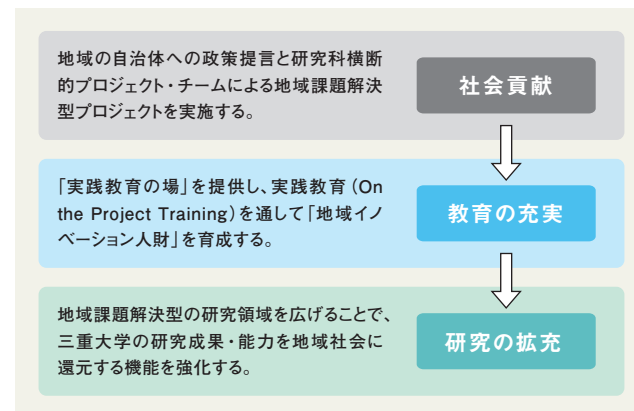 地域の自治体への政策提言と研究科横断
的プロジェクト・チームによる地域課題解決
型プロジェクトを実施する。
社会貢献
「実践教育の場」を提供し、実践教育（On
the Project Training）を通して「地域イノ
ベーション人財」を育成する。
教育の充実
地域課題解決型の研究領域を広げることで、
三重大学の研究成果・能力を地域社会に
還元する機能を強化する。
研究の拡充